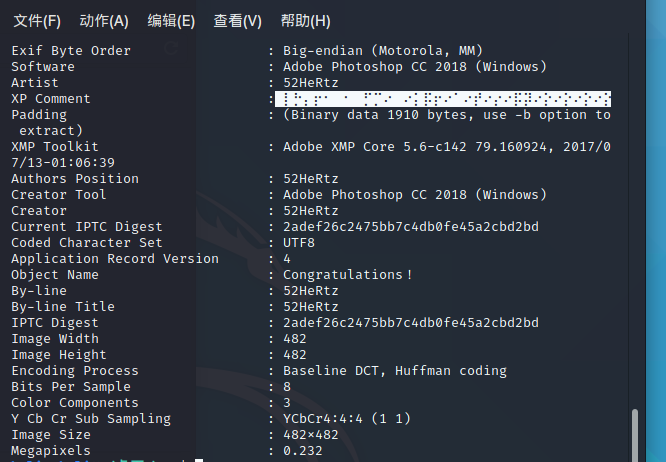 文件(F) 动作(A) 编辑(E) 查看(V) 帮助(H)
Exif Byte Order : Big-endian (Motorola, MM)
Software : Adobe Photoshop CC 2018 (Windows)
Artist : 52HeRtz
XP Comment :
Padding : (Binary data 1910 bytes, use -b option to
extract)
XMP Toolkit : Adobe XMP Core 5.6-c142 79.160924, 2017/0
7/13-01:06:39
Authors Position : 52HeRtz
Creator Tool : Adobe Photoshop CC 2018 (Windows)
Creator : 52HeRtz
Current IPTC Digest : 2adef26c2475bb7c4db0fe45a2cbd2bd
Coded Character Set : UTF8
Application Record Version : 4
Object Name : Congratulations！
By-line : 52HeRtz
By-line Title : 52HeRtz
IPTC Digest : 2adef26c2475bb7c4db0fe45a2cbd2bd
Image Width : 482
Image Height : 482
Encoding Process : Baseline DCT, Huffman coding
Bits Per Sample : 8
Color Components : 3
Y Cb Cr Sub Sampling : YCbCr4:4:4 (1 1)
Image Size : 482×482
Megapixels : 0.232